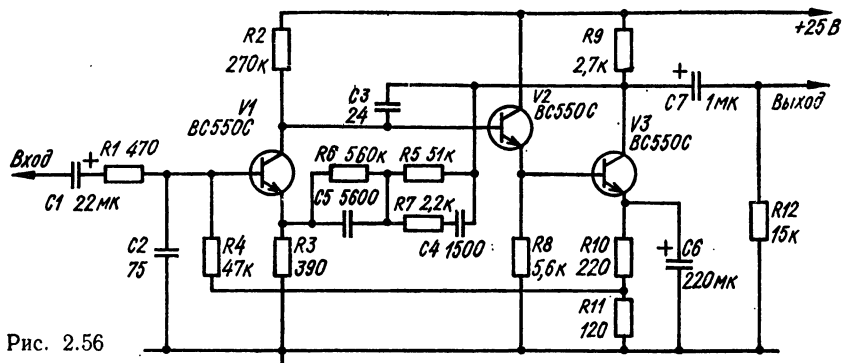 R2
270к
V1
BC550C
C3
24
V2
BC550C
R9
2,7к
+25 В
C7
1мк
Выход
V3
BC550C
Вход
R1 470
C1 22мк
R6 560к
R5 51к
C5 5600
R7 2,2к
C4 1500
C2
75
R4
47к
R3
390
R8
5,6к
R10
220
C6
220мк
R12
15к
R11
120
Рис. 2.56